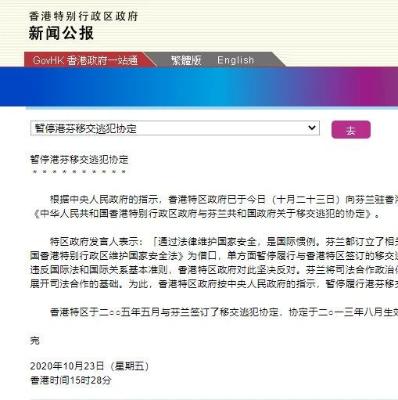 香港特别行政区政府
新闻公报
GovHK 香港政府一站通 繁體版 English
暂停港芬移交逃犯协定 去
暂停港芬移交逃犯协定
* * * * * * * * * *
根据中央人民政府的指示，香港特区政府已于今日（十月二十三日）向芬兰驻香
《中华人民共和国香港特别行政区政府与芬兰共和国政府关于移交逃犯的协定》。
特区政府发言人表示：「通过法律维护国家安全，是国际惯例。芬兰都订立了相关
国香港特别行政区维护国家安全法》为借口，单方面暂停履行与香港特区签订的移交
违反国际法和国际关系基本准则，香港特区政府对此坚决反对。芬兰将司法合作政治化
展开司法合作的基础。为此，香港特区政府按中央人民政府的指示，暂停履行港芬移交
香港特区于二○○五年五月与芬兰签订了移交逃犯协定，协定于二○一三年八月生效
完
2020年10月23日（星期五）
香港时间15时28分